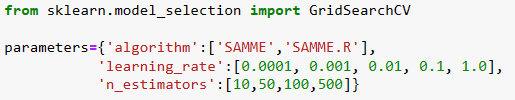 from sklearn.model_selection import GridSearchCV
parameters={'algorithm':['SAMME','SAMME.R'],
'learning_rate':[0.0001, 0.001, 0.01, 0.1, 1.0],
'n_estimators':[10,50,100,500]}